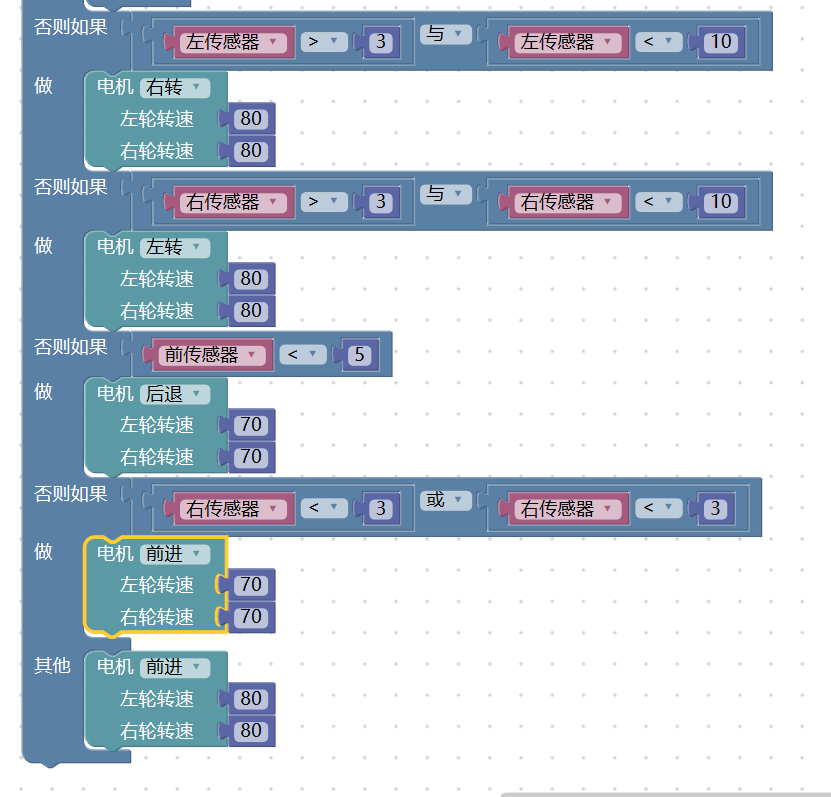 否则如果 左传感器 > 3 与 左传感器 < 10
做 电机 右转
左轮转速 80
右轮转速 80
否则如果 右传感器 > 3 与 右传感器 < 10
做 电机 左转
左轮转速 80
右轮转速 80
否则如果 前传感器 < 5
做 电机 后退
左轮转速 70
右轮转速 70
否则如果 右传感器 < 3 或 右传感器 < 3
做 电机 前进
左轮转速 70
右轮转速 70
其他 电机 前进
左轮转速 80
右轮转速 80